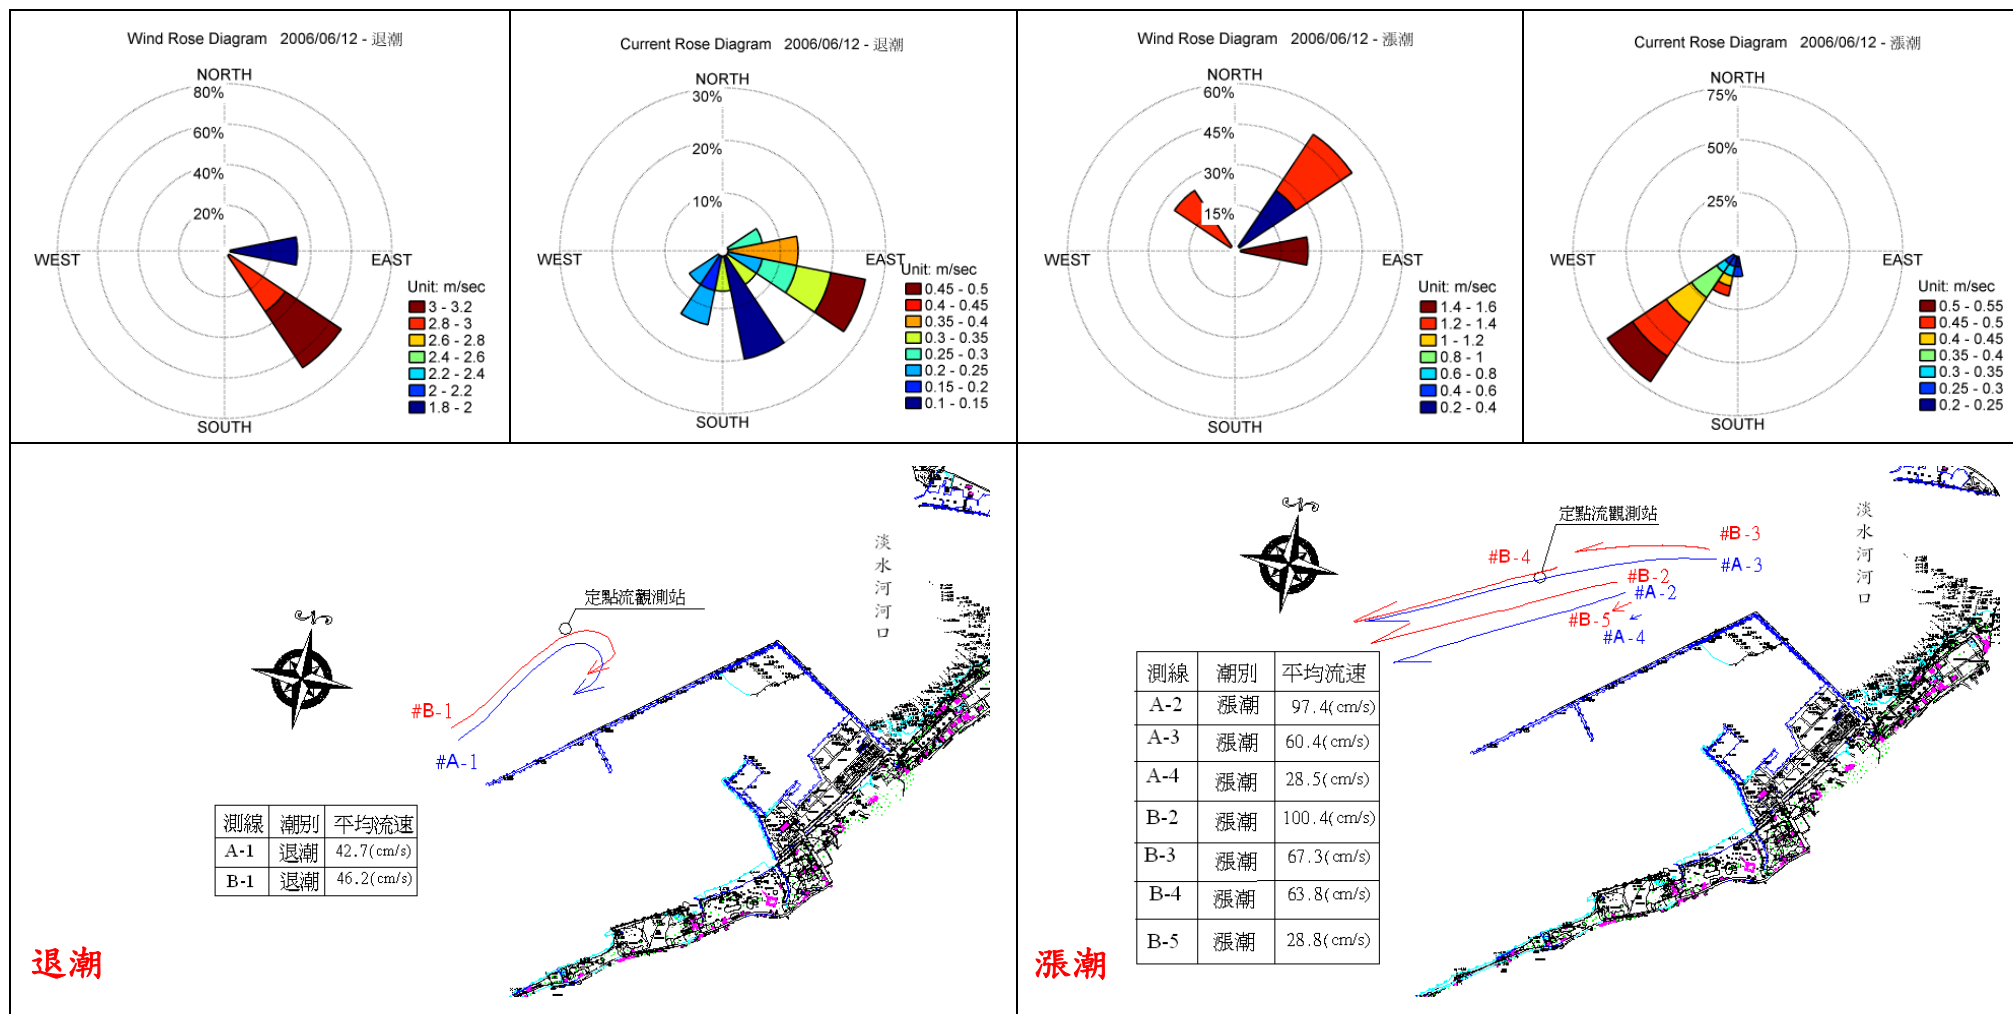 Wind Rose Diagram 2006/06/12 - 退潮
NORTH
80%
60%
40%
20%
WEST
EAST
SOUTH
Unit: m/sec
3 - 3.2
2.8 - 3
2.6 - 2.8
2.4 - 2.6
2.2 - 2.4
2 - 2.2
1.8 - 2
Current Rose Diagram 2006/06/12 - 退潮
NORTH
30%
20%
10%
WEST
EAST
SOUTH
Unit: m/sec
0.45 - 0.5
0.4 - 0.45
0.35 - 0.4
0.3 - 0.35
0.25 - 0.3
0.2 - 0.25
0.15 - 0.2
0.1 - 0.15
Wind Rose Diagram 2006/06/12 - 漲潮
NORTH
60%
45%
30%
15%
WEST
EAST
SOUTH
Unit: m/sec
1.4 - 1.6
1.2 - 1.4
1 - 1.2
0.8 - 1
0.6 - 0.8
0.4 - 0.6
0.2 - 0.4
Current Rose Diagram 2006/06/12 - 漲潮
NORTH
75%
50%
25%
WEST
EAST
SOUTH
Unit: m/sec
0.5 - 0.55
0.45 - 0.5
0.4 - 0.45
0.35 - 0.4
0.3 - 0.35
0.25 - 0.3
0.2 - 0.25
淡水河河口
定點流觀測站
#B-1
#A-1
測線 潮別 平均流速
A-1 退潮 42.7(cm/s)
B-1 退潮 46.2(cm/s)
退潮
淡水河河口
定點流觀測站
#B-3
#B-4
#A-3
#B-2
#A-2
#B-5
#A-4
測線 潮別 平均流速
A-2 漲潮 97.4(cm/s)
A-3 漲潮 60.4(cm/s)
A-4 漲潮 28.5(cm/s)
B-2 漲潮 100.4(cm/s)
B-3 漲潮 67.3(cm/s)
B-4 漲潮 63.8(cm/s)
B-5 漲潮 28.8(cm/s)
漲潮